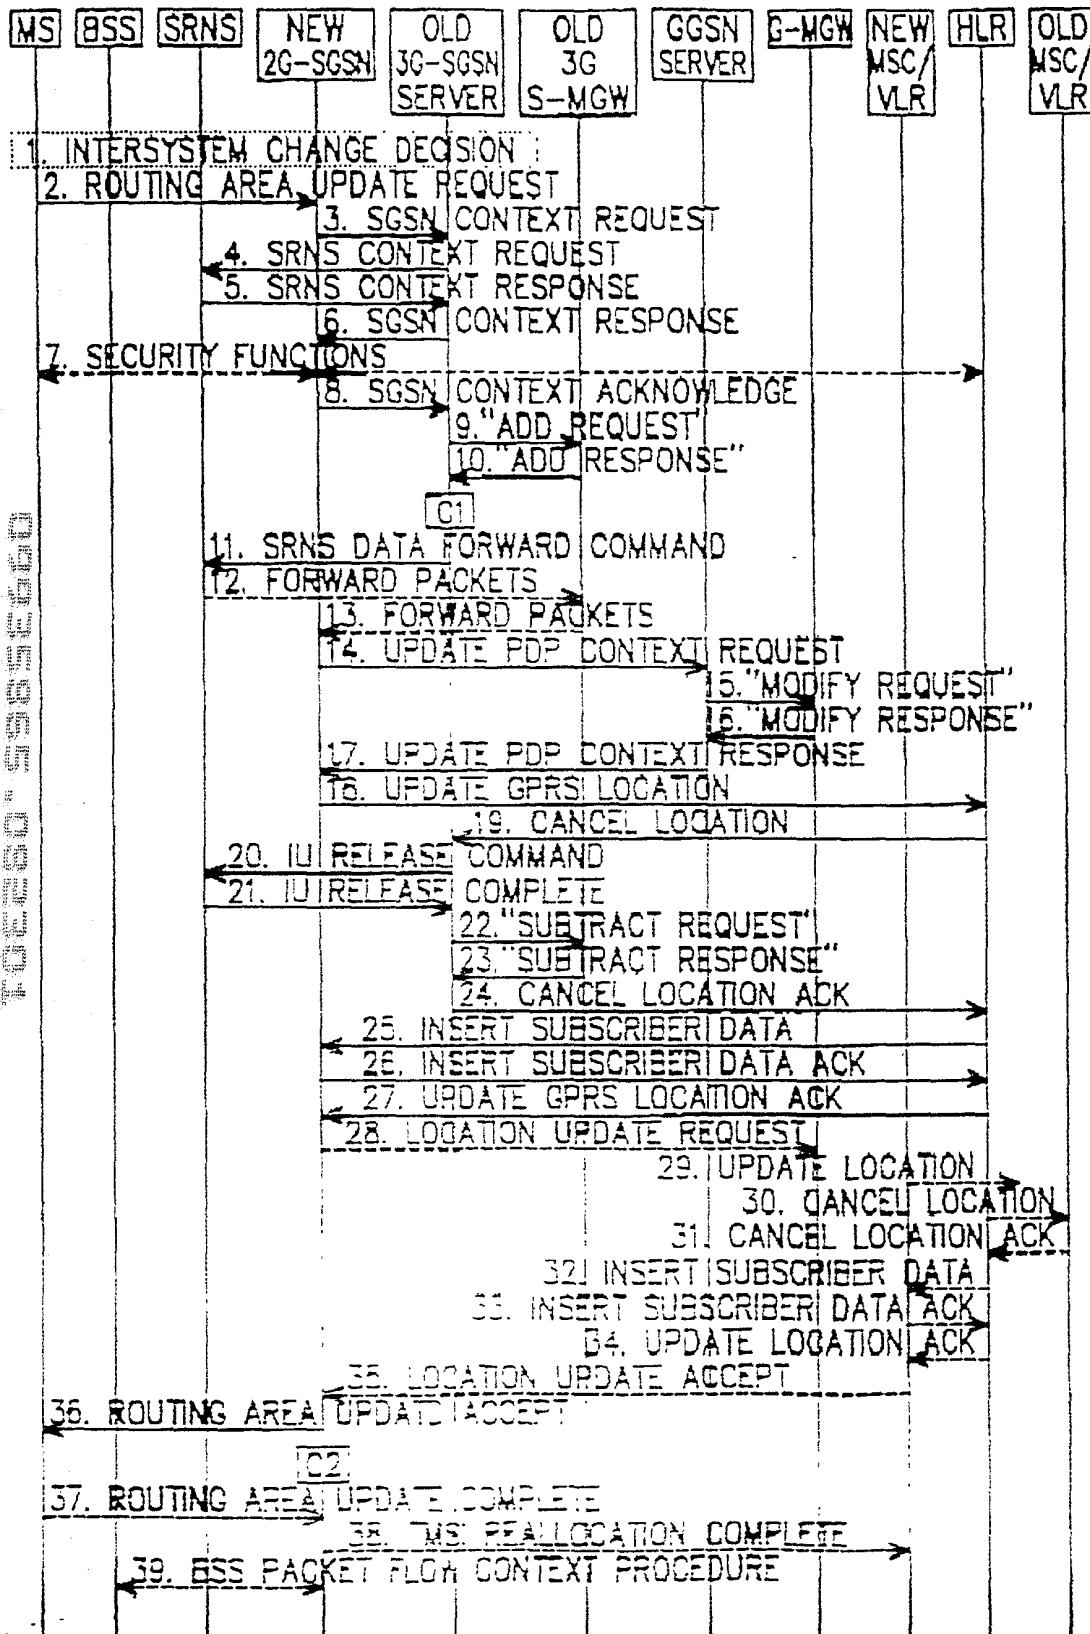 MS BSS SRNS NEW 2G-SGSN OLD 3G-SGSN SERVER OLD 3G S-MGW GGSN SERVER G-MGW NEW MSC/ VLR HLR OLD MSC/ VLR
1. INTERSYSTEM CHANGE DECISION
2. ROUTING AREA UPDATE REQUEST
3. SGSN CONTEXT REQUEST
4. SRNS CONTEXT REQUEST
5. SRNS CONTEXT RESPONSE
6. SGSN CONTEXT RESPONSE
7. SECURITY FUNCTIONS
8. SGSN CONTEXT ACKNOWLEDGE
9."ADD REQUEST"
10."ADD RESPONSE"
C1
11. SRNS DATA FORWARD COMMAND
12. FORWARD PACKETS
13. FORWARD PACKETS
14. UPDATE PDP CONTEXT REQUEST
15."MODIFY REQUEST"
16."MODIFY RESPONSE"
17. UPDATE PDP CONTEXT RESPONSE
18. UPDATE GPRS LOCATION
19. CANCEL LOCATION
20. IU RELEASE COMMAND
21. IU RELEASE COMPLETE
22."SUBTRACT REQUEST"
23."SUBTRACT RESPONSE"
24. CANCEL LOCATION ACK
25. INSERT SUBSCRIBER DATA
26. INSERT SUBSCRIBER DATA ACK
27. UPDATE GPRS LOCATION ACK
28. LOCATION UPDATE REQUEST
29. UPDATE LOCATION
30. CANCEL LOCATION
31. CANCEL LOCATION ACK
32. INSERT SUBSCRIBER DATA
33. INSERT SUBSCRIBER DATA ACK
34. UPDATE LOCATION ACK
35. LOCATION UPDATE ACCEPT
36. ROUTING AREA UPDATE ACCEPT
C2
37. ROUTING AREA UPDATE COMPLETE
38. TMSI REALLOCATION COMPLETE
39. BSS PACKET FLOW CONTEXT PROCEDURE